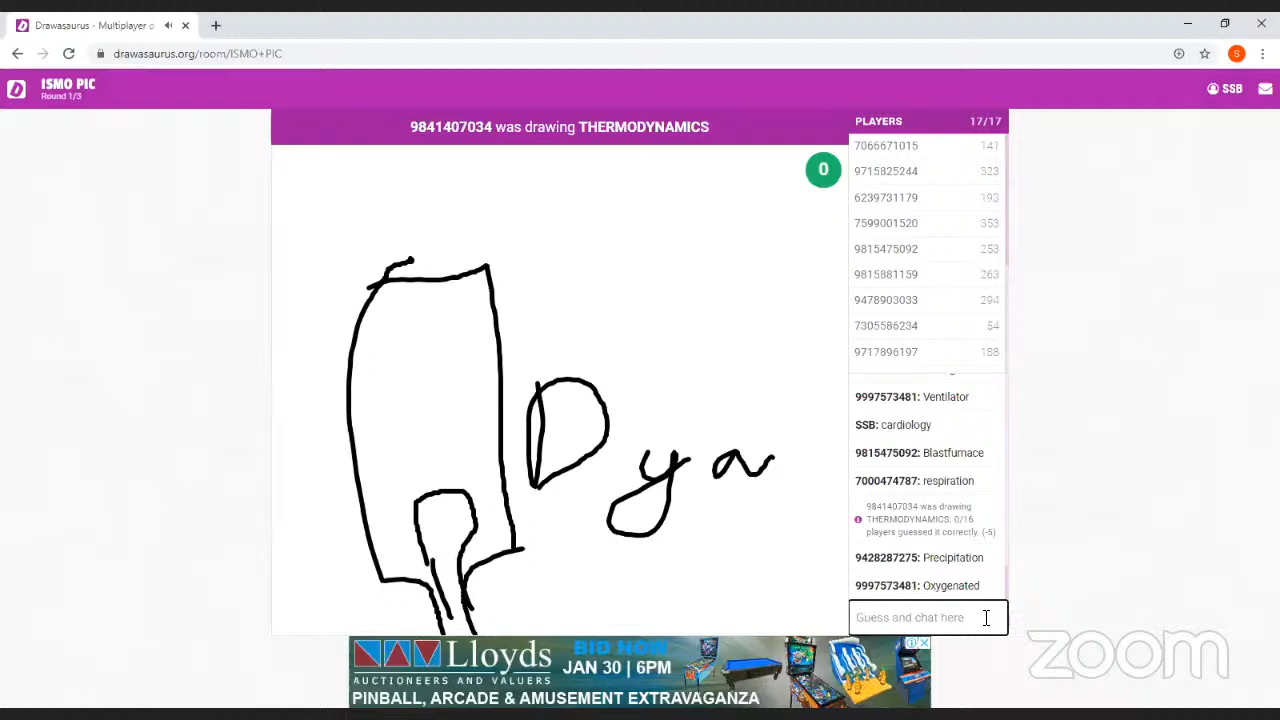 Drawasaurus - Multiplayer d
drawasaurus.org/room/ISMO+PIC
S
ISMO PIC
Round 1/3
SSB
9841407034 was drawing THERMODYNAMICS
0
PLAYERS 17/17
7066671015 141
9715825244 323
6239731179 193
7599001520 353
9815475092 253
9815881159 263
9478903033 294
7305586234 54
9717896197 188
9997573481: Ventilator
SSB: cardiology
9815475092: Blastfurnace
7000474787: respiration
9841407034 was drawing
THERMODYNAMICS. 0/16
players guessed it correctly. (-5)
9428287275: Precipitation
9997573481: Oxygenated
Guess and chat here
Dya
NAV Lloyds
AUCTIONEERS AND VALUERS
BID NOW
JAN 30 | 6PM
PINBALL, ARCADE & AMUSEMENT EXTRAVAGANZA
zoom